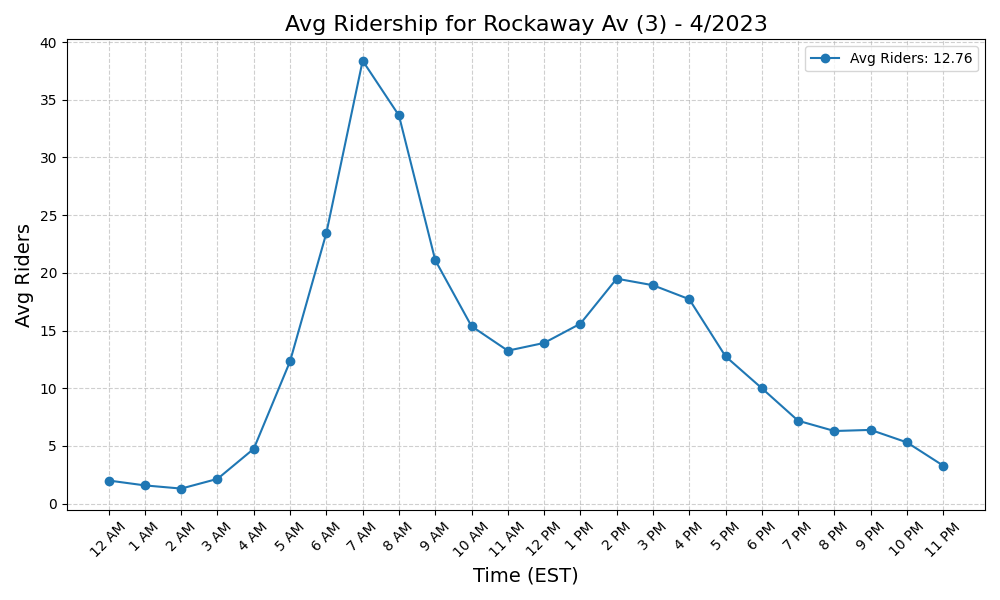 Avg Ridership for Rockaway Av (3) - 4/2023
Avg Riders: 12.76
Avg Riders
40
35
30
25
20
15
10
5
0
12 AM
1 AM
2 AM
3 AM
4 AM
5 AM
6 AM
7 AM
8 AM
9 AM
10 AM
11 AM
12 PM
1 PM
2 PM
3 PM
4 PM
5 PM
6 PM
7 PM
8 PM
9 PM
10 PM
11 PM
Time (EST)